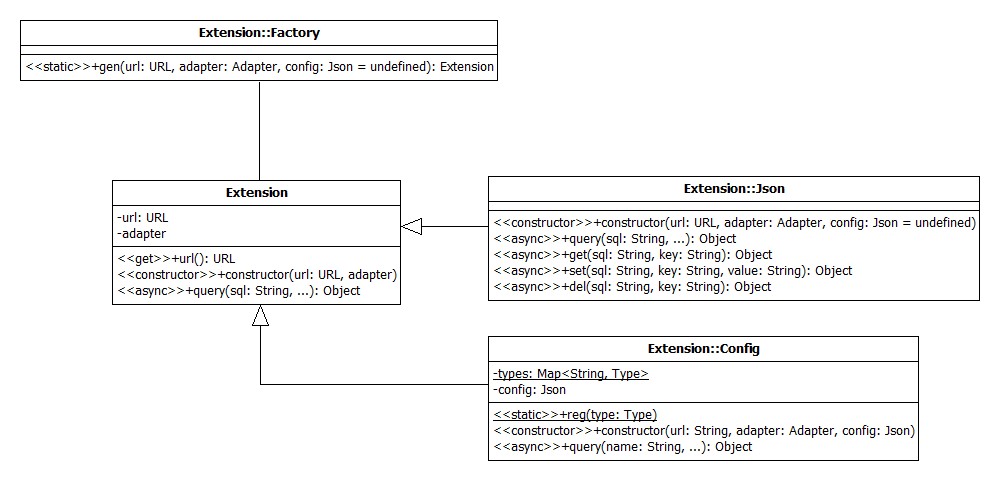 Extension::Factory
<<static>>+gen(url: URL, adapter: Adapter, config: Json = undefined): Extension
Extension
-url: URL
-adapter
<<get>>+url(): URL
<<constructor>>+constructor(url: URL, adapter)
<<async>>+query(sql: String, ...): Object
Extension::Json
<<constructor>>+constructor(url: URL, adapter: Adapter, config: Json = undefined)
<<async>>+query(sql: String, ...): Object
<<async>>+get(sql: String, key: String): Object
<<async>>+set(sql: String, key: String, value: String): Object
<<async>>+del(sql: String, key: String): Object
Extension::Config
-types: Map<String, Type>
-config: Json
<<static>>+reg(type: Type)
<<constructor>>+constructor(url: String, adapter: Adapter, config: Json)
<<async>>+query(name: String, ...): Object